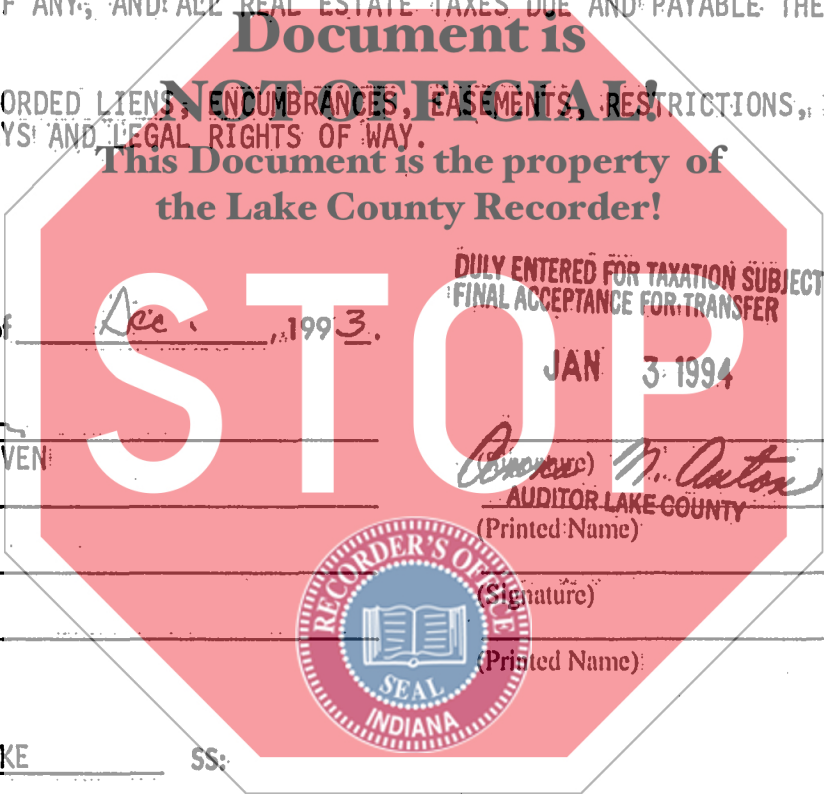 F ANY., AND ALL REAL ESTATE TAXES DUE AND PAYABLE THE
Document is
NOT OFFICIAL!
ORDED LIENS, ENCUMBRANCES, EASEMENTS, RESTRICTIONS,
YS AND LEGAL RIGHTS OF WAY.
This Document is the property of
the Lake County Recorder!
DULY ENTERED FOR TAXATION SUBJECT
FINAL ACCEPTANCE FOR TRANSFER
f Dec. , 1993.
STOP
JAN 3 1994
VEN
N. Anton
AUDITOR LAKE COUNTY
(Printed Name)
RECORDER'S OFFICE
(Signature)
(Printed Name)
SEAL
INDIANA
KE SS: